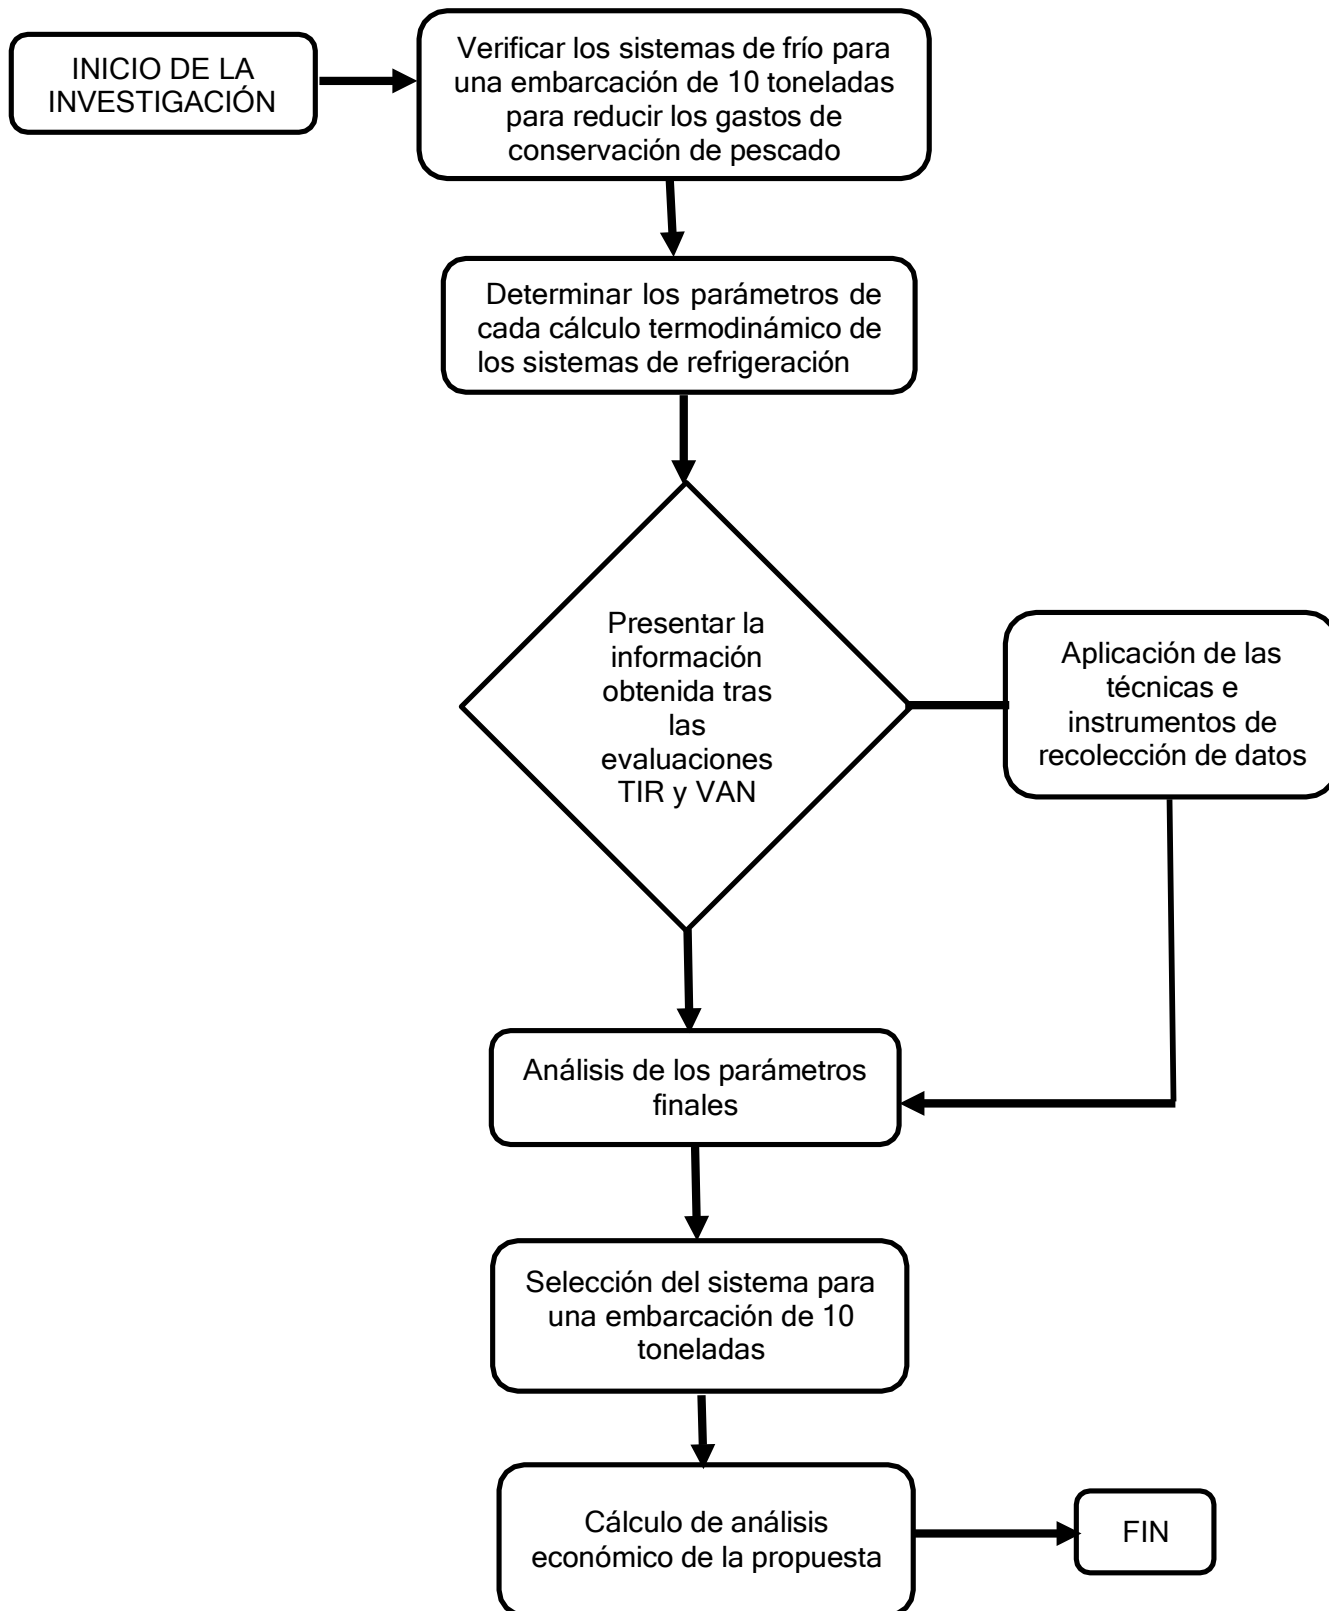 INICIO DE LA
INVESTIGACIÓN
Verificar los sistemas de frío para
una embarcación de 10 toneladas
para reducir los gastos de
conservación de pescado
Determinar los parámetros de
cada cálculo termodinámico de
los sistemas de refrigeración
Presentar la
información
obtenida tras
las
evaluaciones
TIR y VAN
Aplicación de las
técnicas e
instrumentos de
recolección de datos
Análisis de los parámetros
finales
Selección del sistema para
una embarcación de 10
toneladas
Cálculo de análisis
económico de la propuesta
FIN